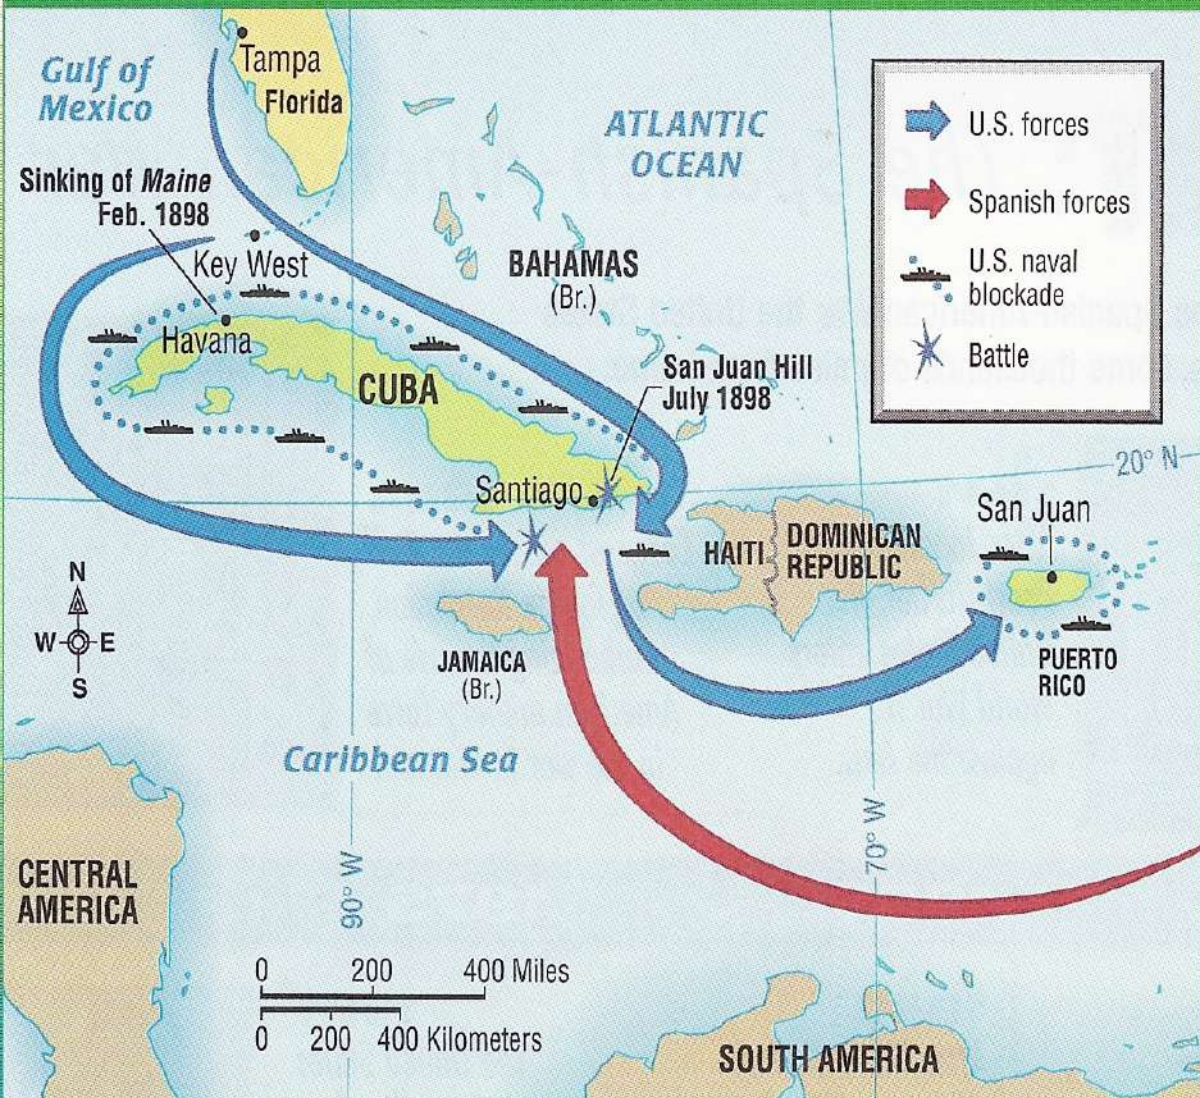 Tampa
Gulf of
Mexico
Florida
ATLANTIC
OCEAN
U.S. forces
Spanish forces
U.S. naval
blockade
Battle
Sinking of Maine
Feb. 1898
Key West
BAHAMAS
(Br.)
Havana
CUBA
San Juan Hill
July 1898
20° N
Santiago
San Juan
HAITI
DOMINICAN
REPUBLIC
N
W E
S
JAMAICA
(Br.)
PUERTO
RICO
Caribbean Sea
70° W
CENTRAL
AMERICA
90° W
0 200 400 Miles
0 200 400 Kilometers
SOUTH AMERICA